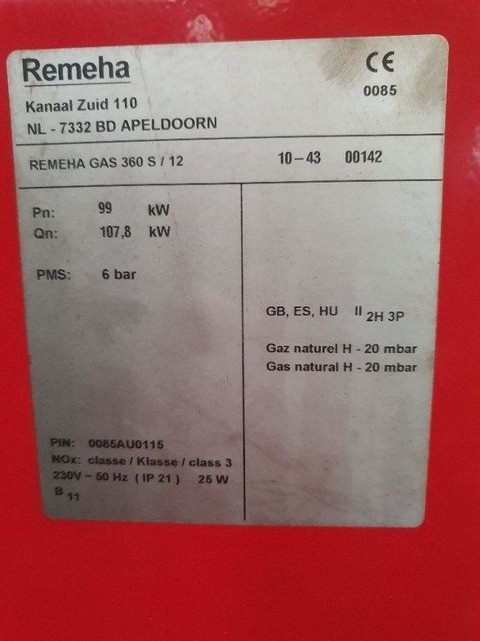 Remeha
CE
0085
Kanaal Zuid 110
NL - 7332 BD APELDOORN
REMEHA GAS 360 S / 12 10-43 00142
Pn: 99 kW
Qn: 107,8 kW
PMS: 6 bar
GB, ES, HU II 2H 3P
Gaz naturel H - 20 mbar
Gas natural H - 20 mbar
PIN: 0085AU0115
NOx: classe / Klasse / class 3
230V ~ 50 Hz ( IP 21 ) 25 W
B 11